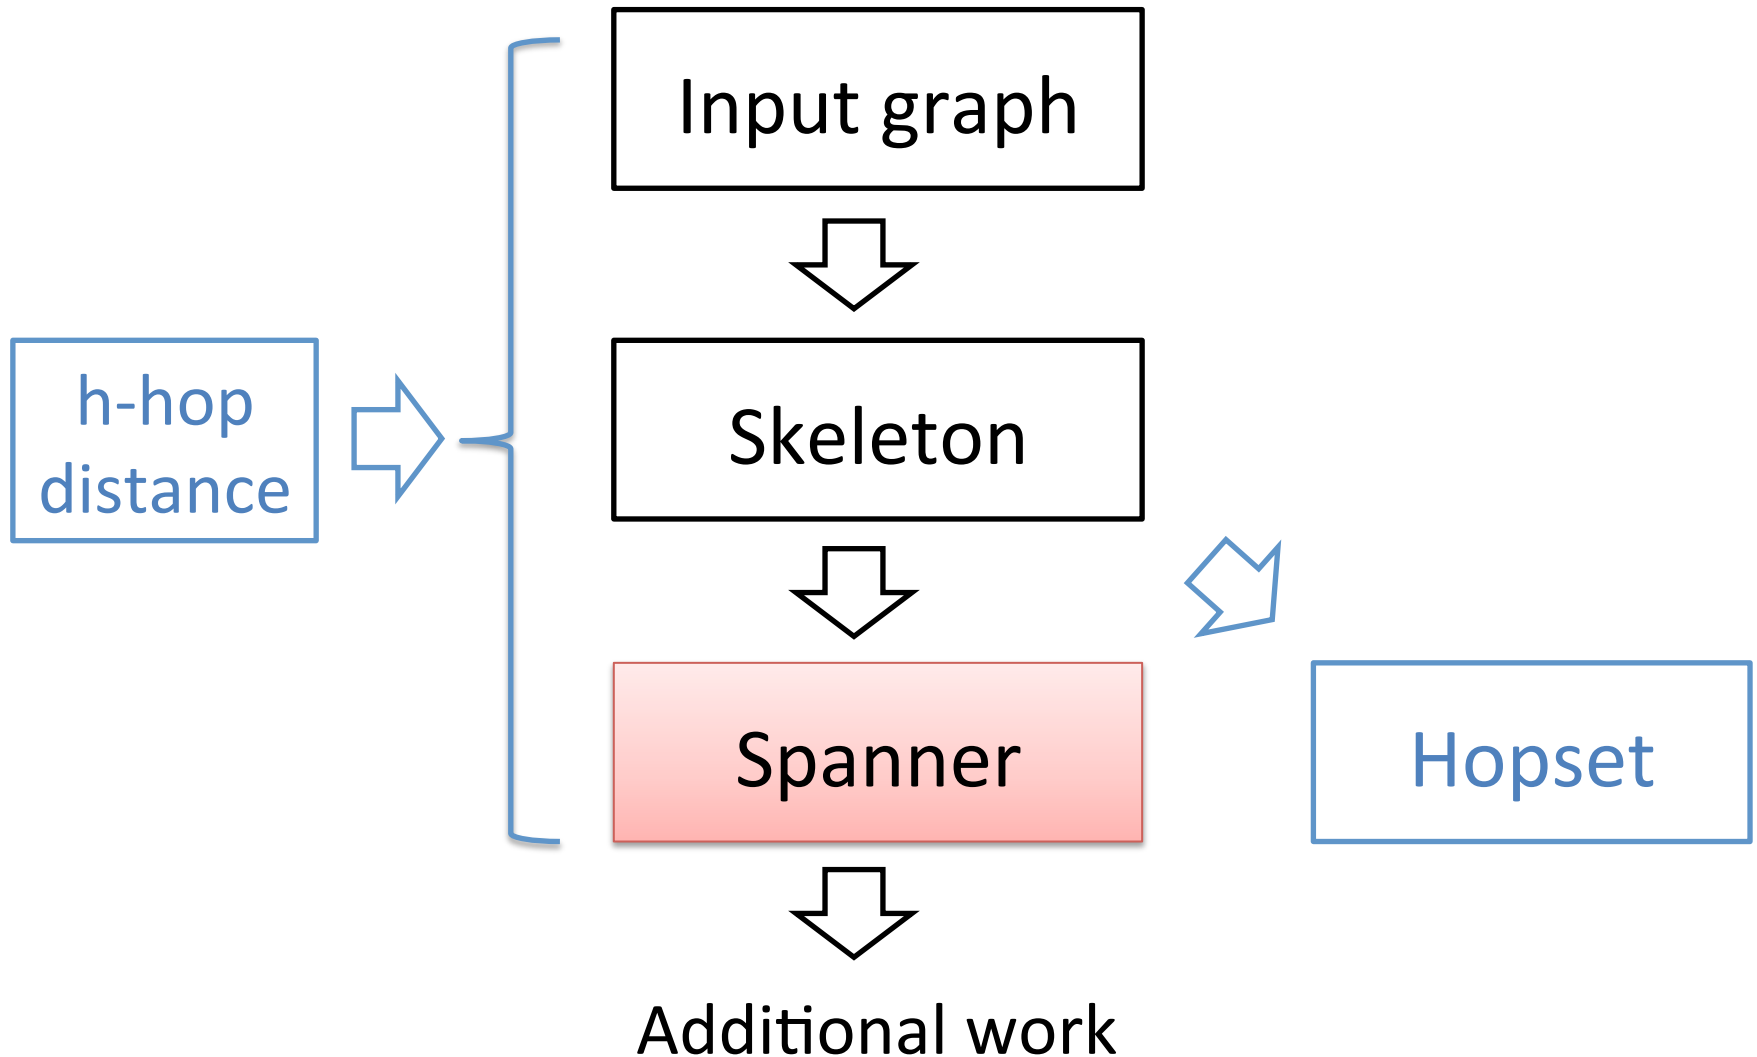 Input graph
h-hop
distance
Skeleton
Spanner
Hopset
Additional work